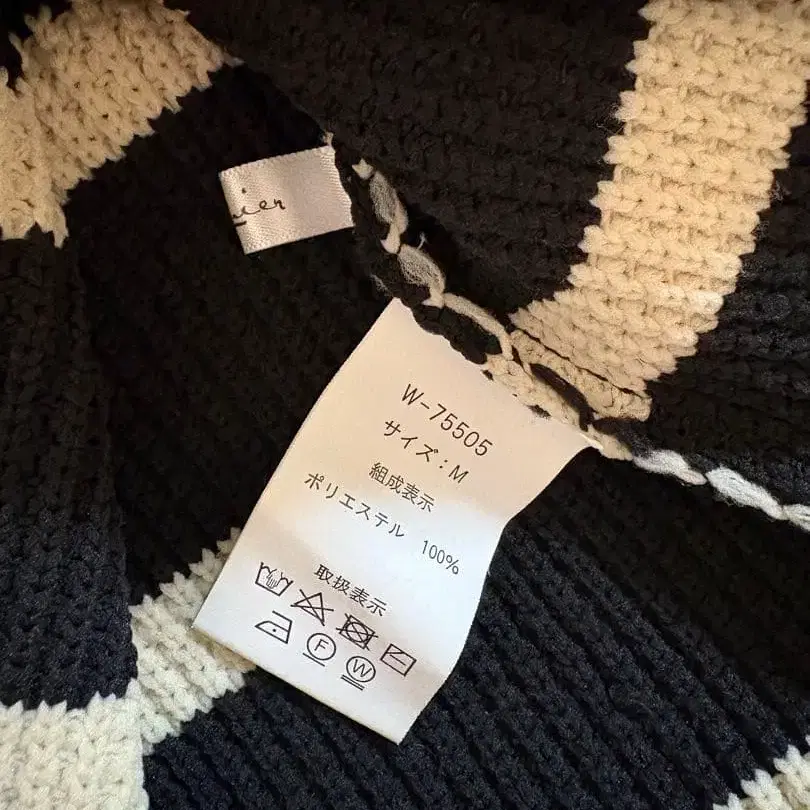 W-75505
サイズ：M
組成表示
ポリエステル 100%
取扱表示
F W